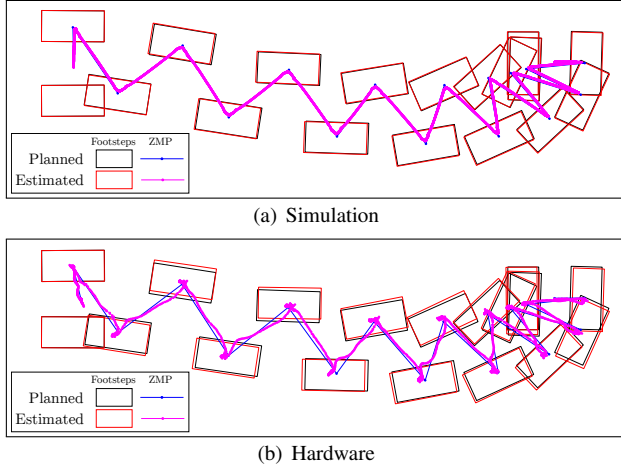 Footsteps ZMP
Planned
Estimated
(a) Simulation
Footsteps ZMP
Planned
Estimated
(b) Hardware